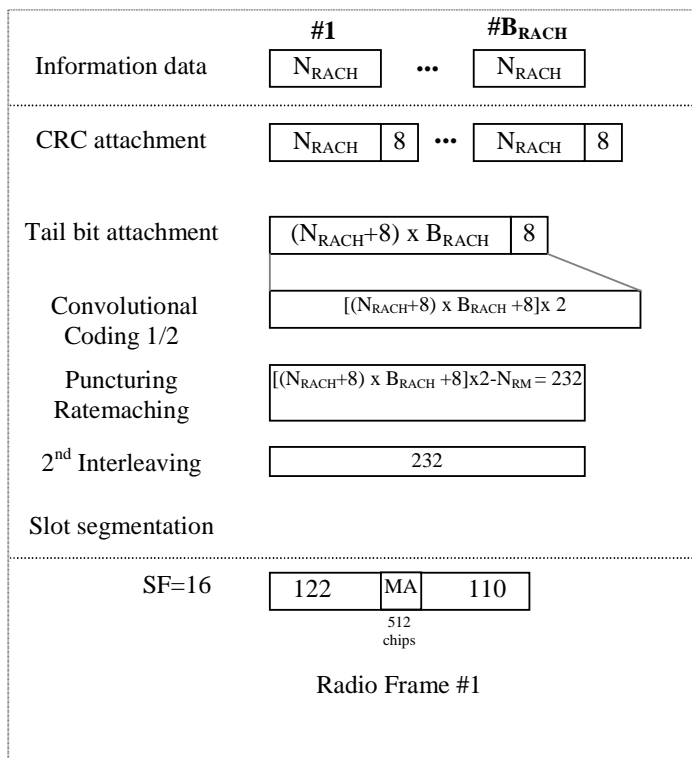 #1 #B_RACH
Information data N_RACH ... N_RACH
CRC attachment N_RACH 8 ... N_RACH 8
Tail bit attachment (N_RACH+8) x B_RACH 8
Convolutional Coding 1/2
[(N_RACH+8) x B_RACH +8]x 2
Puncturing Ratemaching
[(N_RACH+8) x B_RACH +8]x2-N_RM = 232
2nd Interleaving 232
Slot segmentation
SF=16 122 MA 110
512
chips
Radio Frame #1